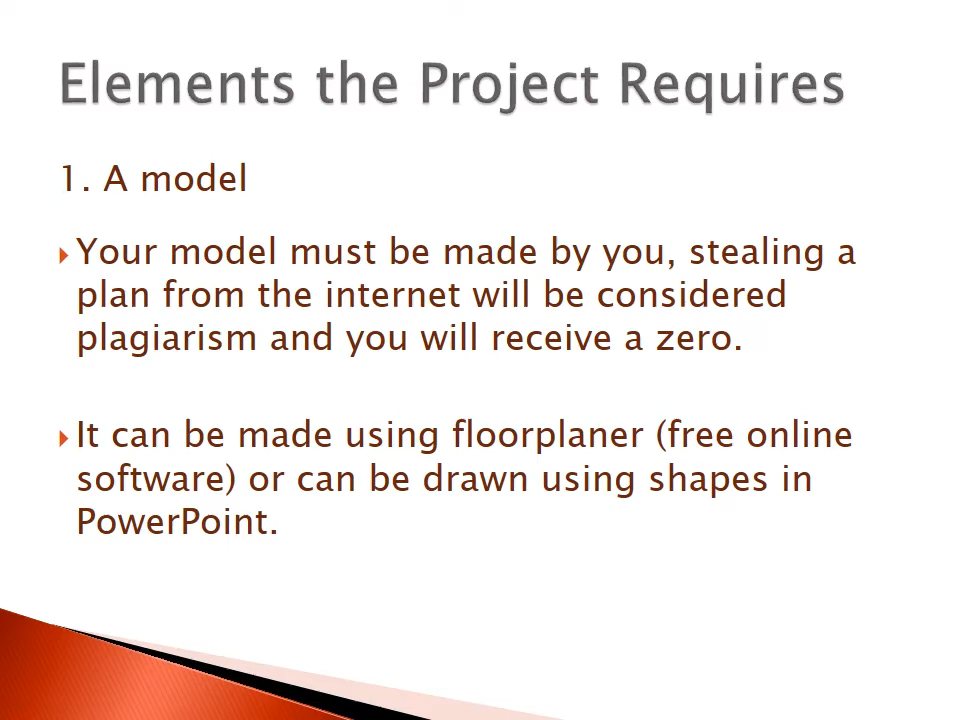 Elements the Project Requires
1. A model
Your model must be made by you, stealing a
plan from the internet will be considered
plagiarism and you will receive a zero.
It can be made using floorplaner (free online
software) or can be drawn using shapes in
PowerPoint.